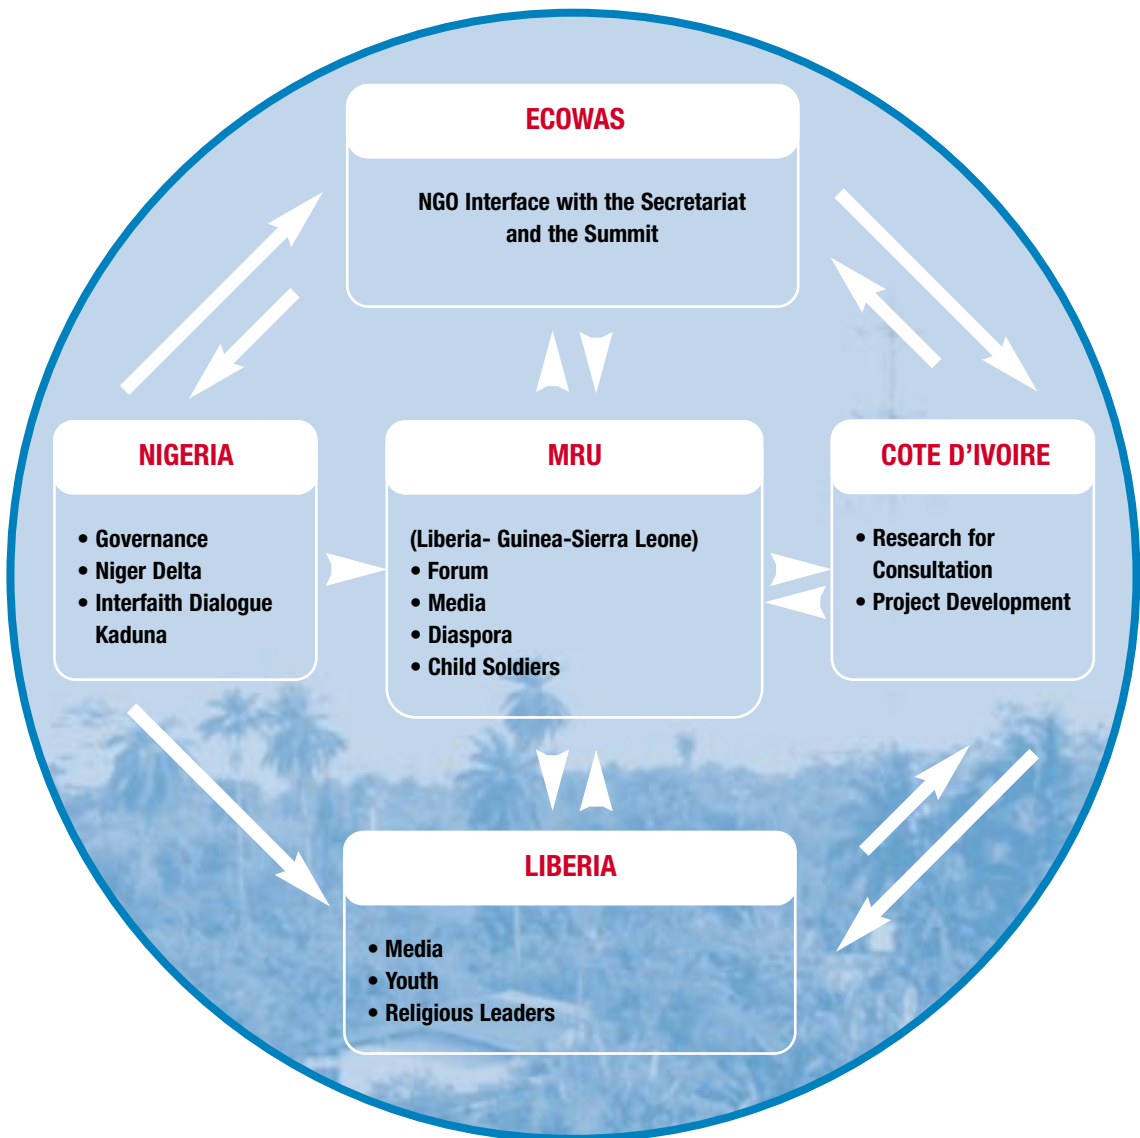 ECOWAS
NGO Interface with the Secretariat
and the Summit
NIGERIA
• Governance
• Niger Delta
• Interfaith Dialogue
Kaduna
MRU
(Liberia- Guinea-Sierra Leone)
• Forum
• Media
• Diaspora
• Child Soldiers
COTE D’IVOIRE
• Research for
Consultation
• Project Development
LIBERIA
• Media
• Youth
• Religious Leaders